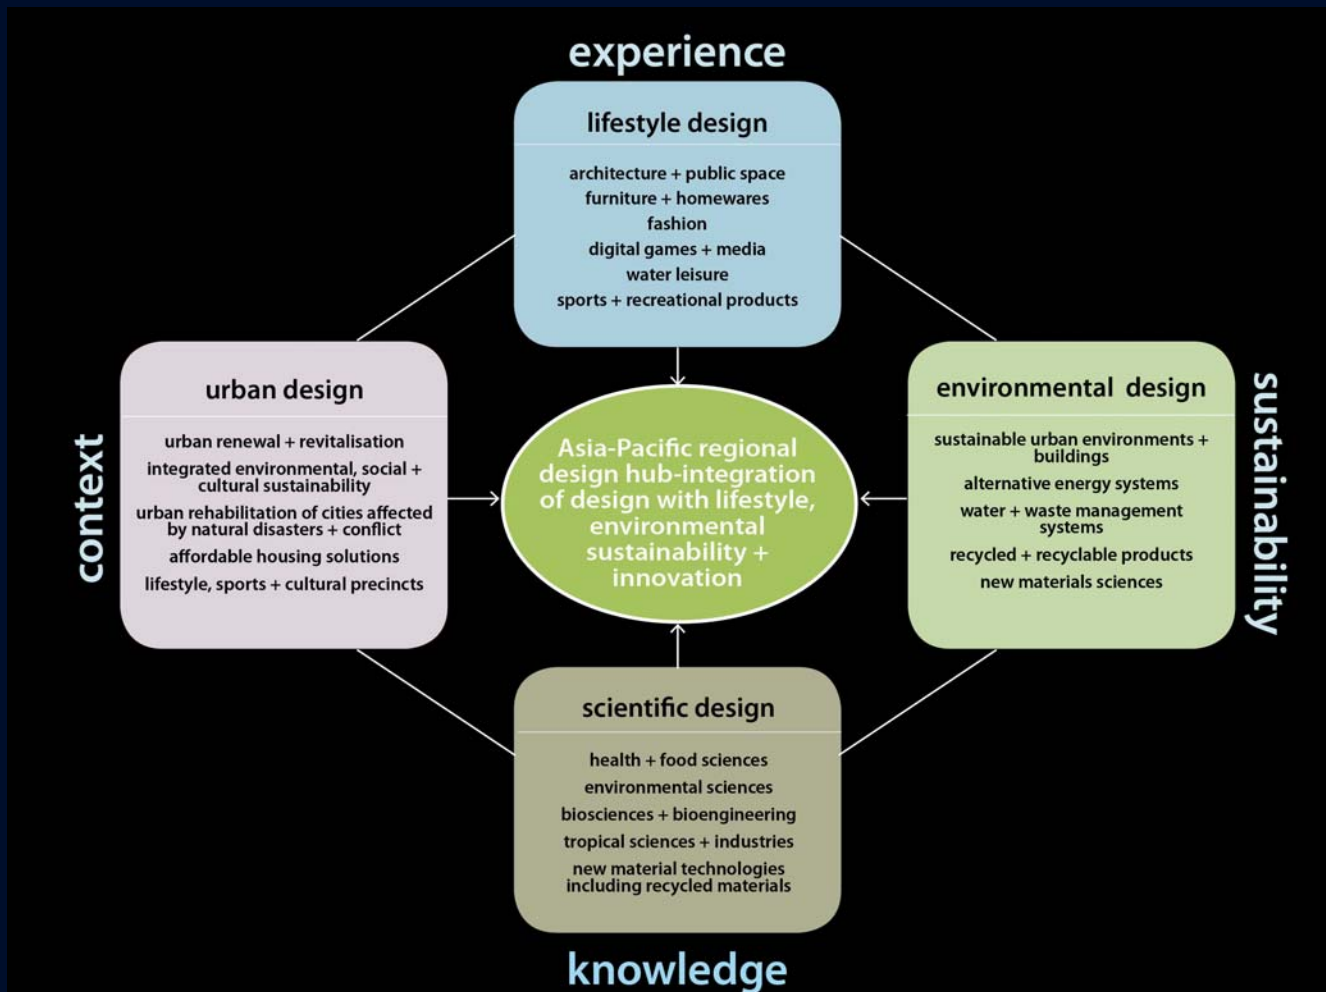 experience
lifestyle design
architecture + public space
furniture + homewares
fashion
digital games + media
water leisure
sports + recreational products
context
urban design
urban renewal + revitalisation
integrated environmental, social +
cultural sustainability
urban rehabilitation of cities affected
by natural disasters + conflict
affordable housing solutions
lifestyle, sports + cultural precincts
Asia-Pacific regional
design hub-integration
of design with lifestyle,
environmental
sustainability +
innovation
environmental design
sustainable urban environments +
buildings
alternative energy systems
water + waste management
systems
recycled + recyclable products
new materials sciences
sustainability
scientific design
health + food sciences
environmental sciences
biosciences + bioengineering
tropical sciences + industries
new material technologies
including recycled materials
knowledge